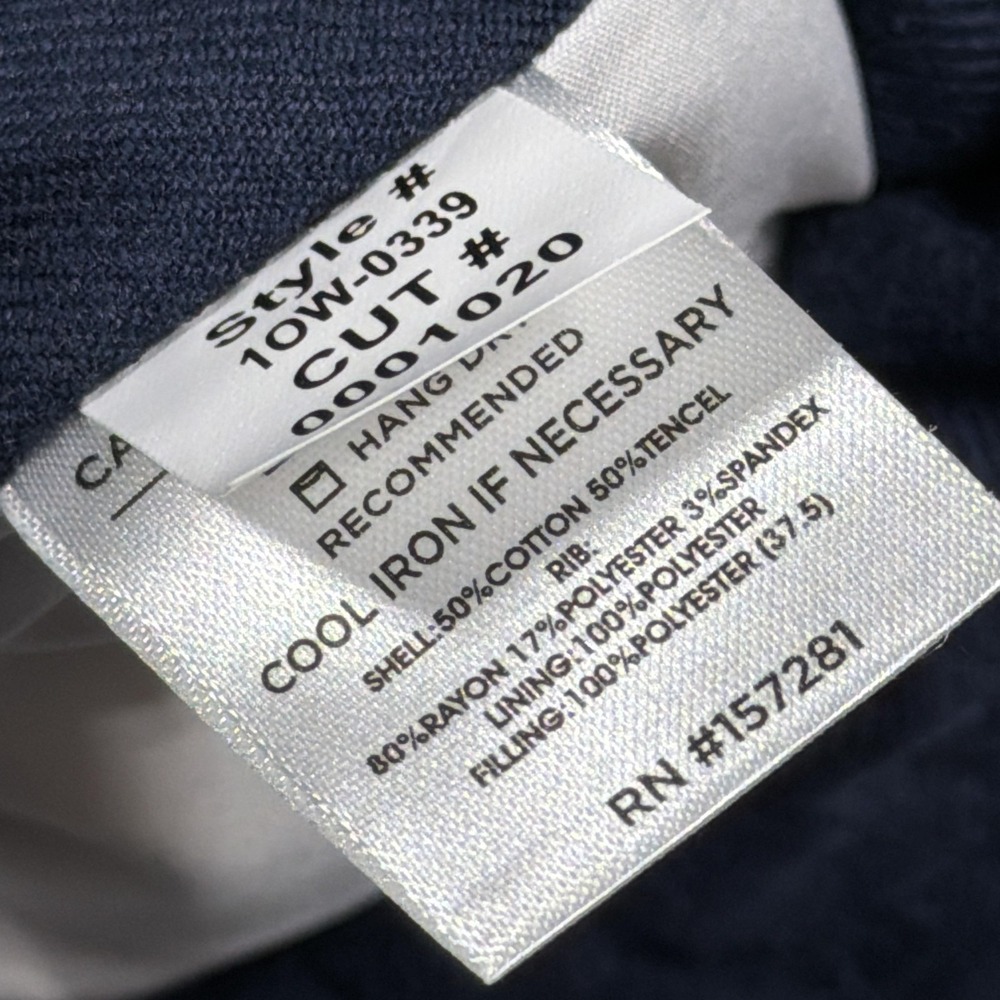 Style #
10W-0339
CUT #
0001020
HANG
RECOMMENDED
COOL IRON IF NECESSARY
SHELL:50%COTTON 50%TENCEL
RIB:
80%RAYON 17%POLYESTER 3%SPANDEX
LINING:100%POLYESTER
FILLING:100%POLYESTER (37.5)
RN #157281